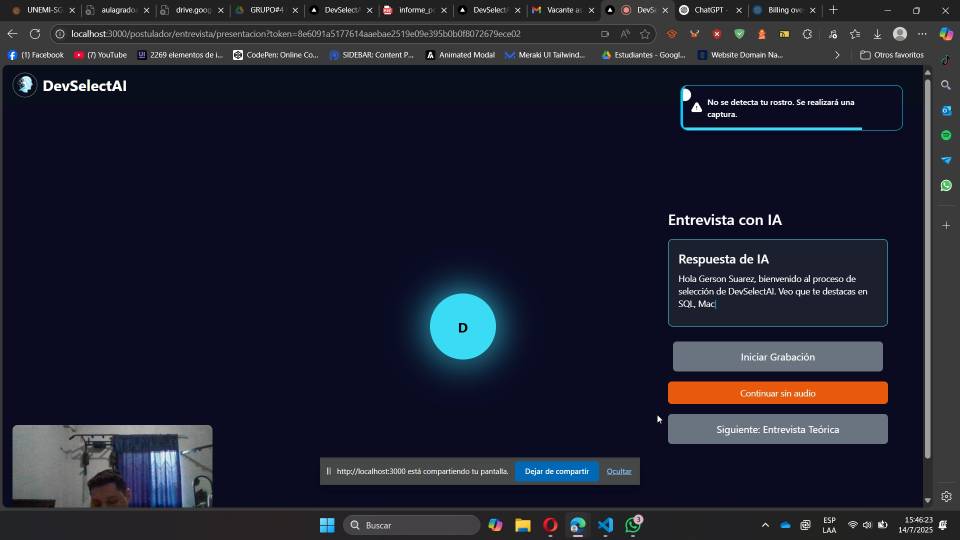 UNEMI-SG
aulagrado
drive.goog
GRUPO#4
DevSelectA
informe_p
DevSelectA
Vacante as
DevSe
ChatGPT -
Billing ove
localhost:3000/postulador/entrevista/presentacion?token=8e6091a5177614aaebae2519e09e395b0b0f8072679ece02
(1) Facebook
(7) YouTube
2269 elementos de i...
CodePen: Online Co...
SIDEBAR: Content P...
Animated Modal
Meraki UI Tailwind...
Estudiantes - Googl...
Website Domain Na...
Otros favoritos
DevSelectAI
No se detecta tu rostro. Se realizará una
captura.
Entrevista con IA
Respuesta de IA
Hola Gerson Suarez, bienvenido al proceso de
selección de DevSelectAI. Veo que te destacas en
SQL, Mac
D
Iniciar Grabación
Continuar sin audio
Siguiente: Entrevista Teórica
http://localhost:3000 está compartiendo tu pantalla.
Dejar de compartir
Ocultar
Buscar
3
ESP
LAA
15:46:23
14/7/2025